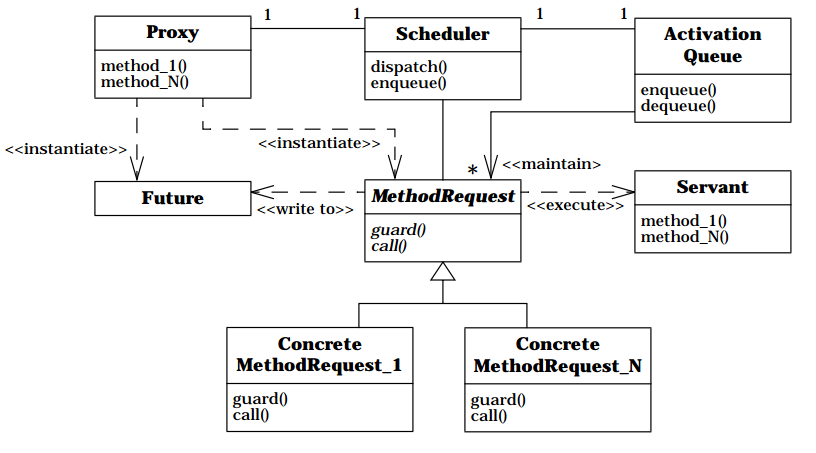 1
1
1
1
Proxy
method_1()
method_N()
Scheduler
dispatch()
enqueue()
Activation
Queue
enqueue()
dequeue()
<<instantiate>>
<<instantiate>>
*
<<maintain>
Future
<<write to>>
MethodRequest
guard()
call()
<<execute>>
Servant
method_1()
method_N()
Concrete
MethodRequest_1
guard()
call()
Concrete
MethodRequest_N
guard()
call()